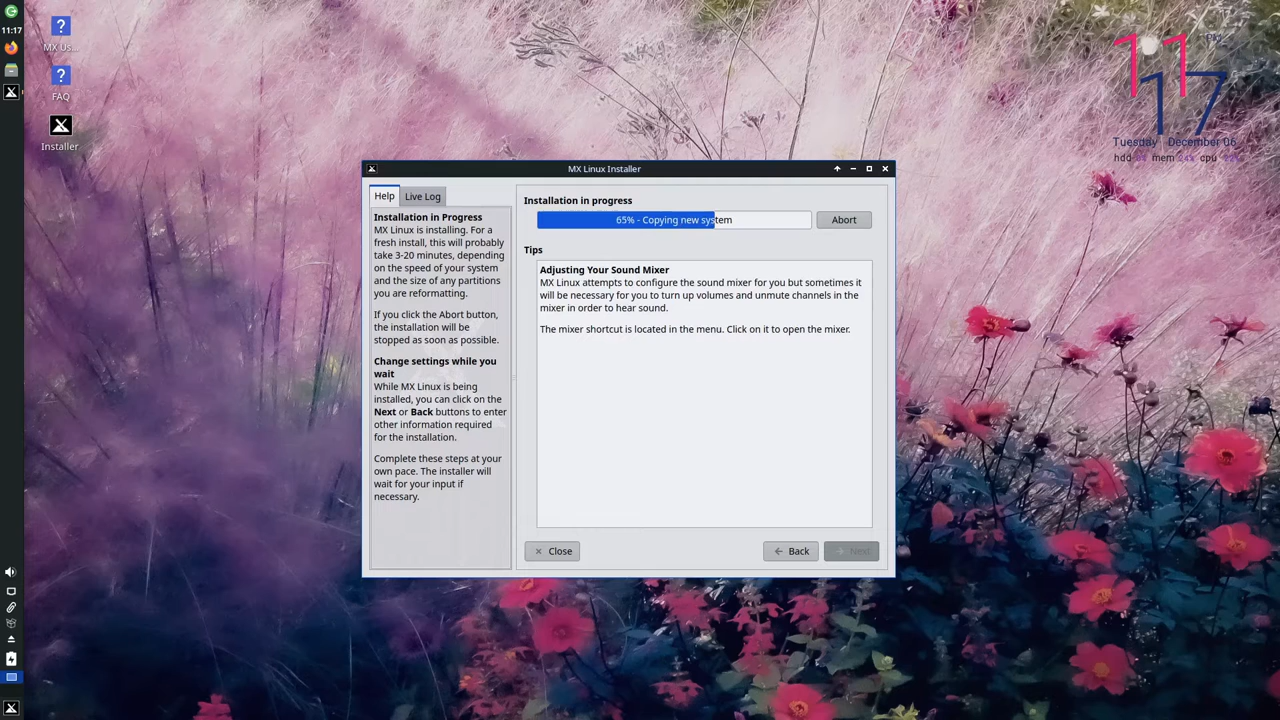 11:17
MX Us...
FAQ
Installer
11
17
Tuesday December 06
hdd mem cpu
MX Linux Installer
Help
Live Log
Installation in Progress
MX Linux is installing. For a
fresh install, this will probably
take 3-20 minutes, depending
on the speed of your system
and the size of any partitions
you are reformatting.
If you click the Abort button,
the installation will be
stopped as soon as possible.
Change settings while you
wait
While MX Linux is being
installed, you can click on the
Next or Back buttons to enter
other information required
for the installation.
Complete these steps at your
own pace. The installer will
wait for your input if
necessary.
Installation in progress
65% - Copying new system
Abort
Tips
Adjusting Your Sound Mixer
MX Linux attempts to configure the sound mixer for you but sometimes it
will be necessary for you to turn up volumes and unmute channels in the
mixer in order to hear sound.
The mixer shortcut is located in the menu. Click on it to open the mixer.
Close
Back
Next